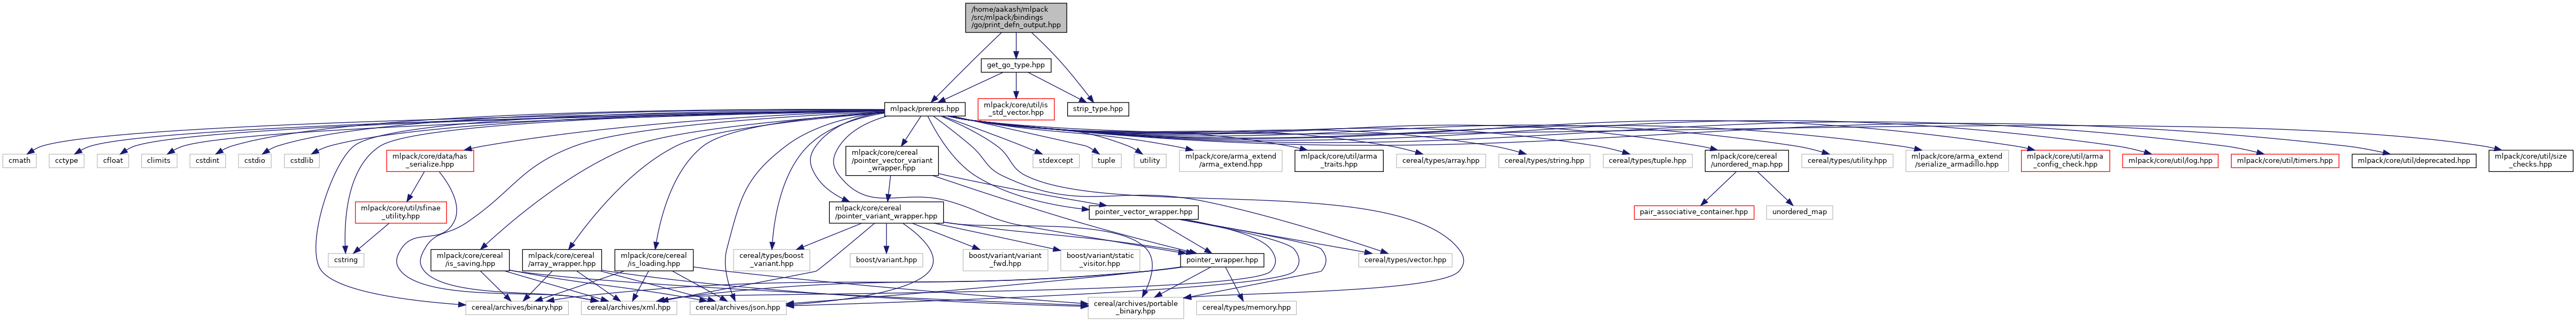 /home/aakash/mlpack
/src/mlpack/bindings
/go/print_defn_output.hpp
get_go_type.hpp
mlpack/prereqs.hpp
mlpack/core/util/is
_std_vector.hpp
strip_type.hpp
cmath
cctype
cfloat
climits
cstdint
cstdio
cstdlib
mlpack/core/data/has
_serialize.hpp
mlpack/core/cereal
/pointer_vector_variant
_wrapper.hpp
stdexcept
tuple
utility
mlpack/core/arma_extend
/arma_extend.hpp
mlpack/core/util/arma
_traits.hpp
cereal/types/array.hpp
cereal/types/string.hpp
cereal/types/tuple.hpp
mlpack/core/cereal
/unordered_map.hpp
cereal/types/utility.hpp
mlpack/core/arma_extend
/serialize_armadillo.hpp
mlpack/core/util/arma
_config_check.hpp
mlpack/core/util/log.hpp
mlpack/core/util/timers.hpp
mlpack/core/util/deprecated.hpp
mlpack/core/util/size
_checks.hpp
mlpack/core/util/sfinae
_utility.hpp
mlpack/core/cereal
/pointer_variant_wrapper.hpp
pointer_vector_wrapper.hpp
pair_associative_container.hpp
unordered_map
cstring
mlpack/core/cereal
/is_saving.hpp
mlpack/core/cereal
/array_wrapper.hpp
mlpack/core/cereal
/is_loading.hpp
cereal/types/boost
_variant.hpp
boost/variant.hpp
boost/variant/variant
_fwd.hpp
boost/variant/static
_visitor.hpp
pointer_wrapper.hpp
cereal/types/vector.hpp
cereal/archives/binary.hpp
cereal/archives/xml.hpp
cereal/archives/json.hpp
cereal/archives/portable
_binary.hpp
cereal/types/memory.hpp